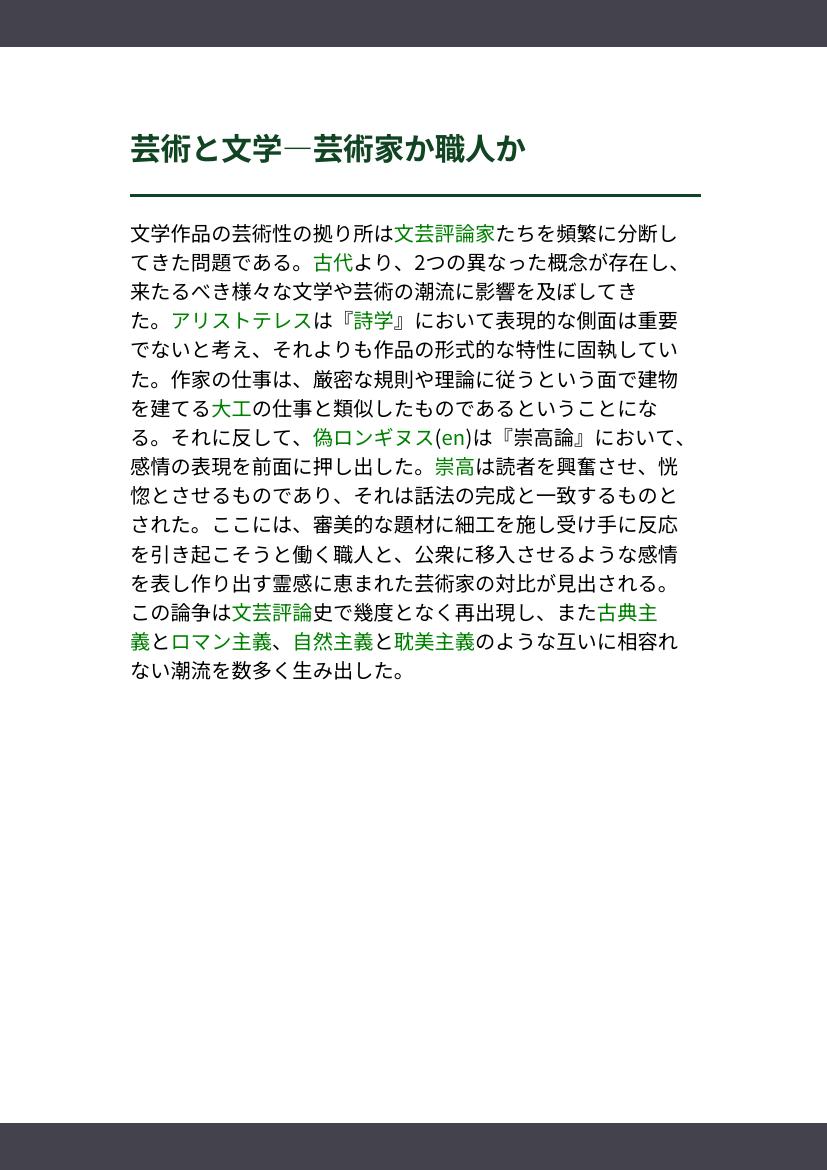 芸術と文学―芸術家か職人か
文学作品の芸術性の拠り所は文芸評論家たちを頻繁に分断し
てきた問題である。古代より、2つの異なった概念が存在し、
来たるべき様々な文学や芸術の潮流に影響を及ぼしてき
た。アリストテレスは『詩学』において表現的な側面は重要
でないと考え、それよりも作品の形式的な特性に固執してい
た。作家の仕事は、厳密な規則や理論に従うという面で建物
を建てる大工の仕事と類似したものであるということにな
る。それに反して、偽ロンギヌス(en)は『崇高論』において、
感情の表現を前面に押し出した。崇高は読者を興奮させ、恍
惚とさせるものであり、それは話法の完成と一致するものと
された。ここには、審美的な題材に細工を施し受け手に反応
を引き起こそうと働く職人と、公衆に移入させるような感情
を表し作り出す霊感に恵まれた芸術家の対比が見出される。
この論争は文芸評論史で幾度となく再出現し、また古典主
義とロマン主義、自然主義と耽美主義のような互いに相容れ
ない潮流を数多く生み出した。